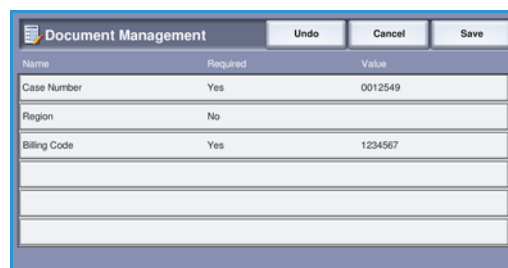 Document Management Undo Cancel Save
Name Required Value
Case Number Yes 0012549
Region No
Billing Code Yes 1234567